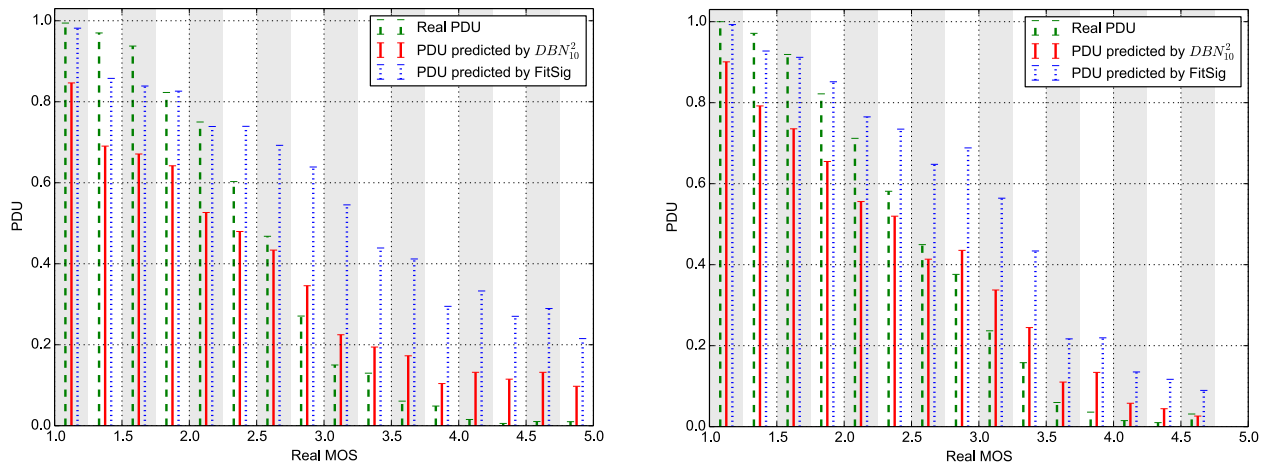 1.0
0.8
0.6
0.4
0.2
0.0
PDU
1.0 1.5 2.0 2.5 3.0 3.5 4.0 4.5 5.0
Real MOS
Real PDU
PDU predicted by DBN²₁₀
PDU predicted by FitSig
1.0
0.8
0.6
0.4
0.2
0.0
PDU
1.0 1.5 2.0 2.5 3.0 3.5 4.0 4.5 5.0
Real MOS
Real PDU
PDU predicted by DBN²₁₀
PDU predicted by FitSig